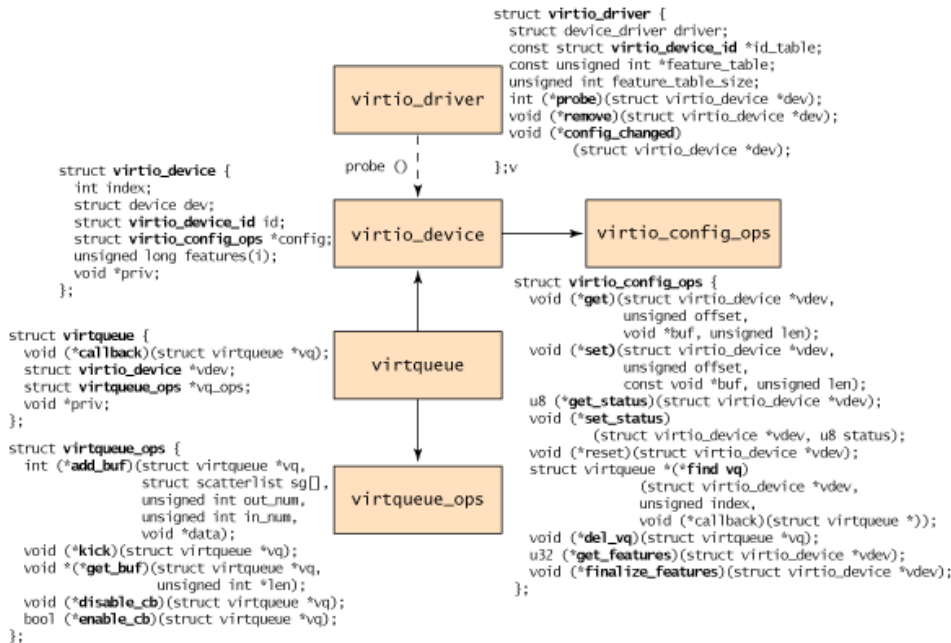 struct virtio_driver {
struct device_driver driver;
const struct virtio_device_id *id_table;
const unsigned int *feature_table;
unsigned int feature_table_size;
int (*probe)(struct virtio_device *dev);
void (*remove)(struct virtio_device *dev);
void (*config_changed)
(struct virtio_device *dev);
};v
virtio_driver
probe ()
struct virtio_device {
int index;
struct device dev;
struct virtio_device_id id;
struct virtio_config_ops *config;
unsigned long features(i);
void *priv;
};
virtio_device
virtio_config_ops
struct virtqueue {
void (*callback)(struct virtqueue *vq);
struct virtio_device *vdev;
struct virtqueue_ops *vq_ops;
void *priv;
};
virtqueue
struct virtio_config_ops {
void (*get)(struct virtio_device *vdev,
unsigned offset,
void *buf, unsigned len);
void (*set)(struct virtio_device *vdev,
unsigned offset,
const void *buf, unsigned len);
u8 (*get_status)(struct virtio_device *vdev);
void (*set_status)
(struct virtio_device *vdev, u8 status);
void (*reset)(struct virtio_device *vdev);
struct virtqueue *(*find vq)
(struct virtio_device *vdev,
unsigned index,
void (*callback)(struct virtqueue *));
void (*del_vq)(struct virtqueue *vq);
u32 (*get_features)(struct virtio_device *vdev);
void (*finalize_features)(struct virtio_device *vdev);
};
struct virtqueue_ops {
int (*add_buf)(struct virtqueue *vq,
struct scatterlist sg[],
unsigned int out_num,
unsigned int in_num,
void *data);
void (*kick)(struct virtqueue *vq);
void *(*get_buf)(struct virtqueue *vq,
unsigned int *len);
void (*disable_cb)(struct virtqueue *vq);
bool (*enable_cb)(struct virtqueue *vq);
};
virtqueue_ops